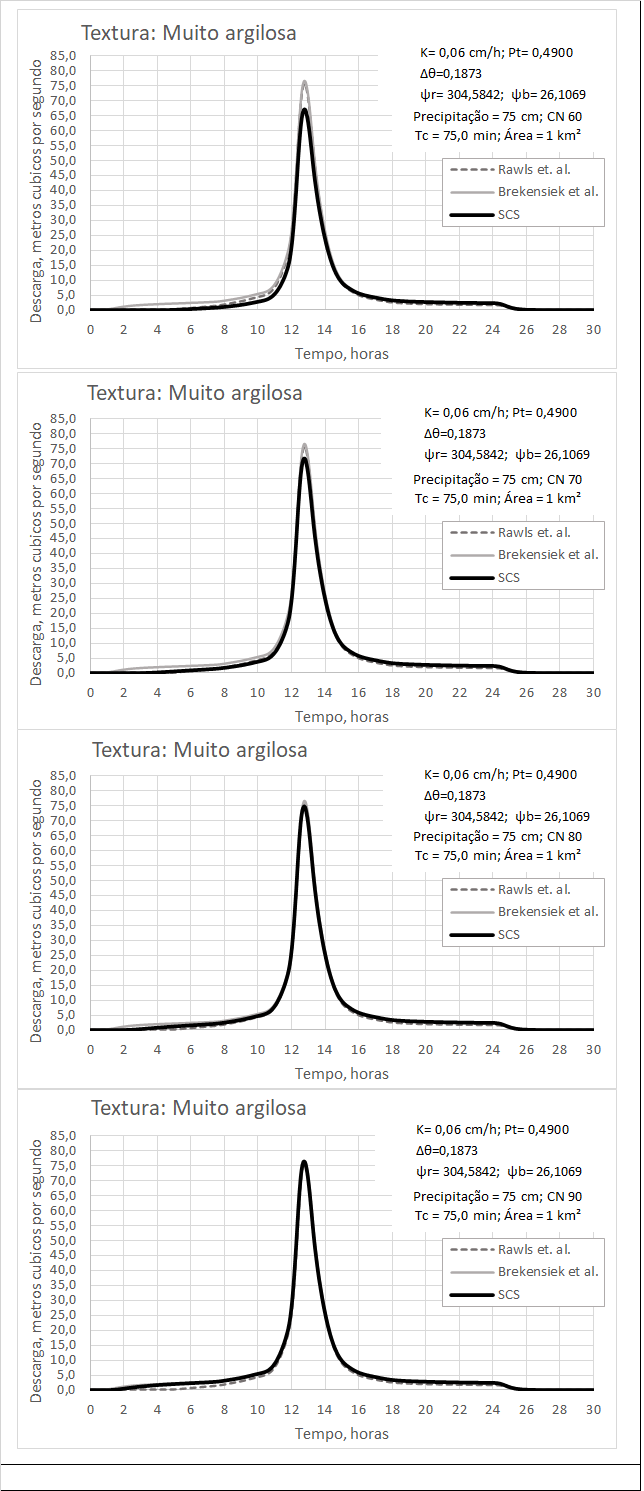 Textura: Muito argilosa
K= 0,06 cm/h; Pt= 0,4900
Δθ=0,1873
ψr= 304,5842; ψb= 26,1069
Precipitação = 75 cm; CN 60
Tc = 75,0 min; Área = 1 km²
Rawls et. al.
Brekensiek et al.
SCS
Descarga, metros cubicos por segundo
85,0
80,0
75,0
70,0
65,0
60,0
55,0
50,0
45,0
40,0
35,0
30,0
25,0
20,0
15,0
10,0
5,0
0,0
0 2 4 6 8 10 12 14 16 18 20 22 24 26 28 30
Tempo, horas
Textura: Muito argilosa
K= 0,06 cm/h; Pt= 0,4900
Δθ=0,1873
ψr= 304,5842; ψb= 26,1069
Precipitação = 75 cm; CN 70
Tc = 75,0 min; Área = 1 km²
Rawls et. al.
Brekensiek et al.
SCS
Descarga, metros cubicos por segundo
85,0
80,0
75,0
70,0
65,0
60,0
55,0
50,0
45,0
40,0
35,0
30,0
25,0
20,0
15,0
10,0
5,0
0,0
0 2 4 6 8 10 12 14 16 18 20 22 24 26 28 30
Tempo, horas
Textura: Muito argilosa
K= 0,06 cm/h; Pt= 0,4900
Δθ=0,1873
ψr= 304,5842; ψb= 26,1069
Precipitação = 75 cm; CN 80
Tc = 75,0 min; Área = 1 km²
Rawls et. al.
Brekensiek et al.
SCS
Descarga, metros cubicos por segundo
85,0
80,0
75,0
70,0
65,0
60,0
55,0
50,0
45,0
40,0
35,0
30,0
25,0
20,0
15,0
10,0
5,0
0,0
0 2 4 6 8 10 12 14 16 18 20 22 24 26 28 30
Tempo, horas
Textura: Muito argilosa
K= 0,06 cm/h; Pt= 0,4900
Δθ=0,1873
ψr= 304,5842; ψb= 26,1069
Precipitação = 75 cm; CN 90
Tc = 75,0 min; Área = 1 km²
Rawls et. al.
Brekensiek et al.
SCS
Descarga, metros cubicos por segundo
85,0
80,0
75,0
70,0
65,0
60,0
55,0
50,0
45,0
40,0
35,0
30,0
25,0
20,0
15,0
10,0
5,0
0,0
0 2 4 6 8 10 12 14 16 18 20 22 24 26 28 30
Tempo, horas